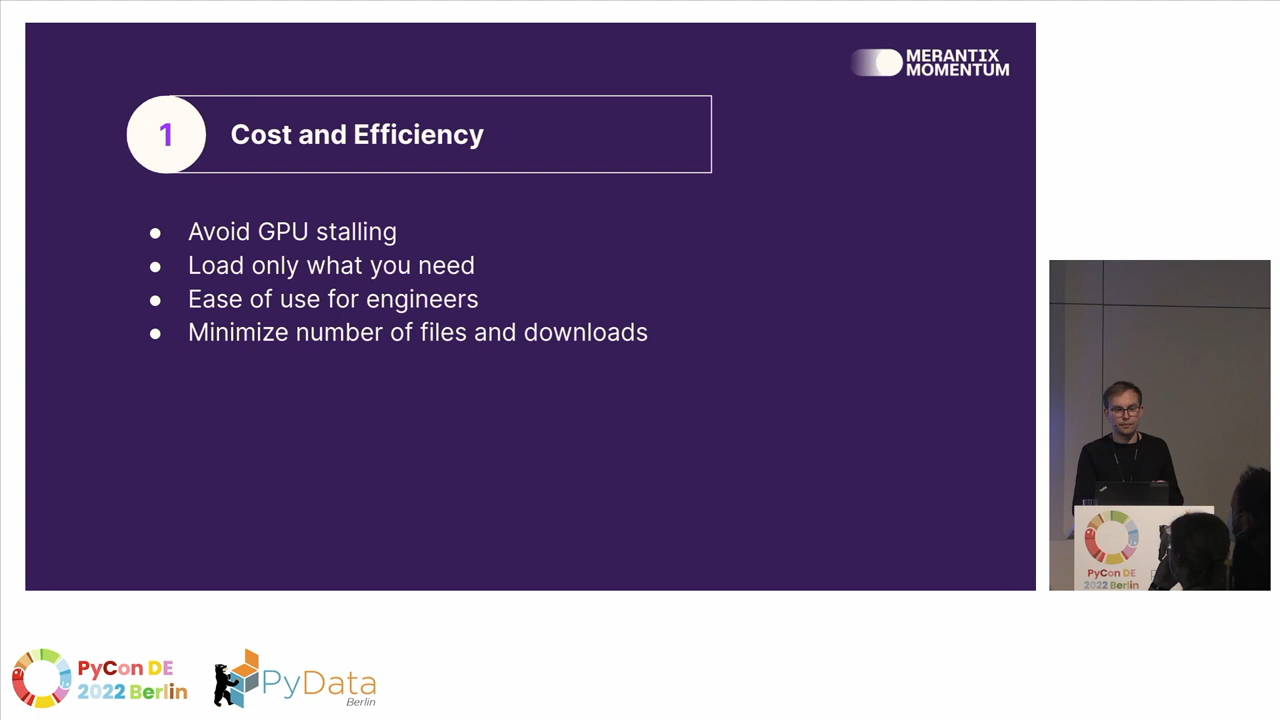 MERANTIX
MOMENTUM
1
Cost and Efficiency
● Avoid GPU stalling
● Load only what you need
● Ease of use for engineers
● Minimize number of files and downloads
PyCon DE
2022 Berlin
PyCon DE
2022 Berlin
PyData
Berlin